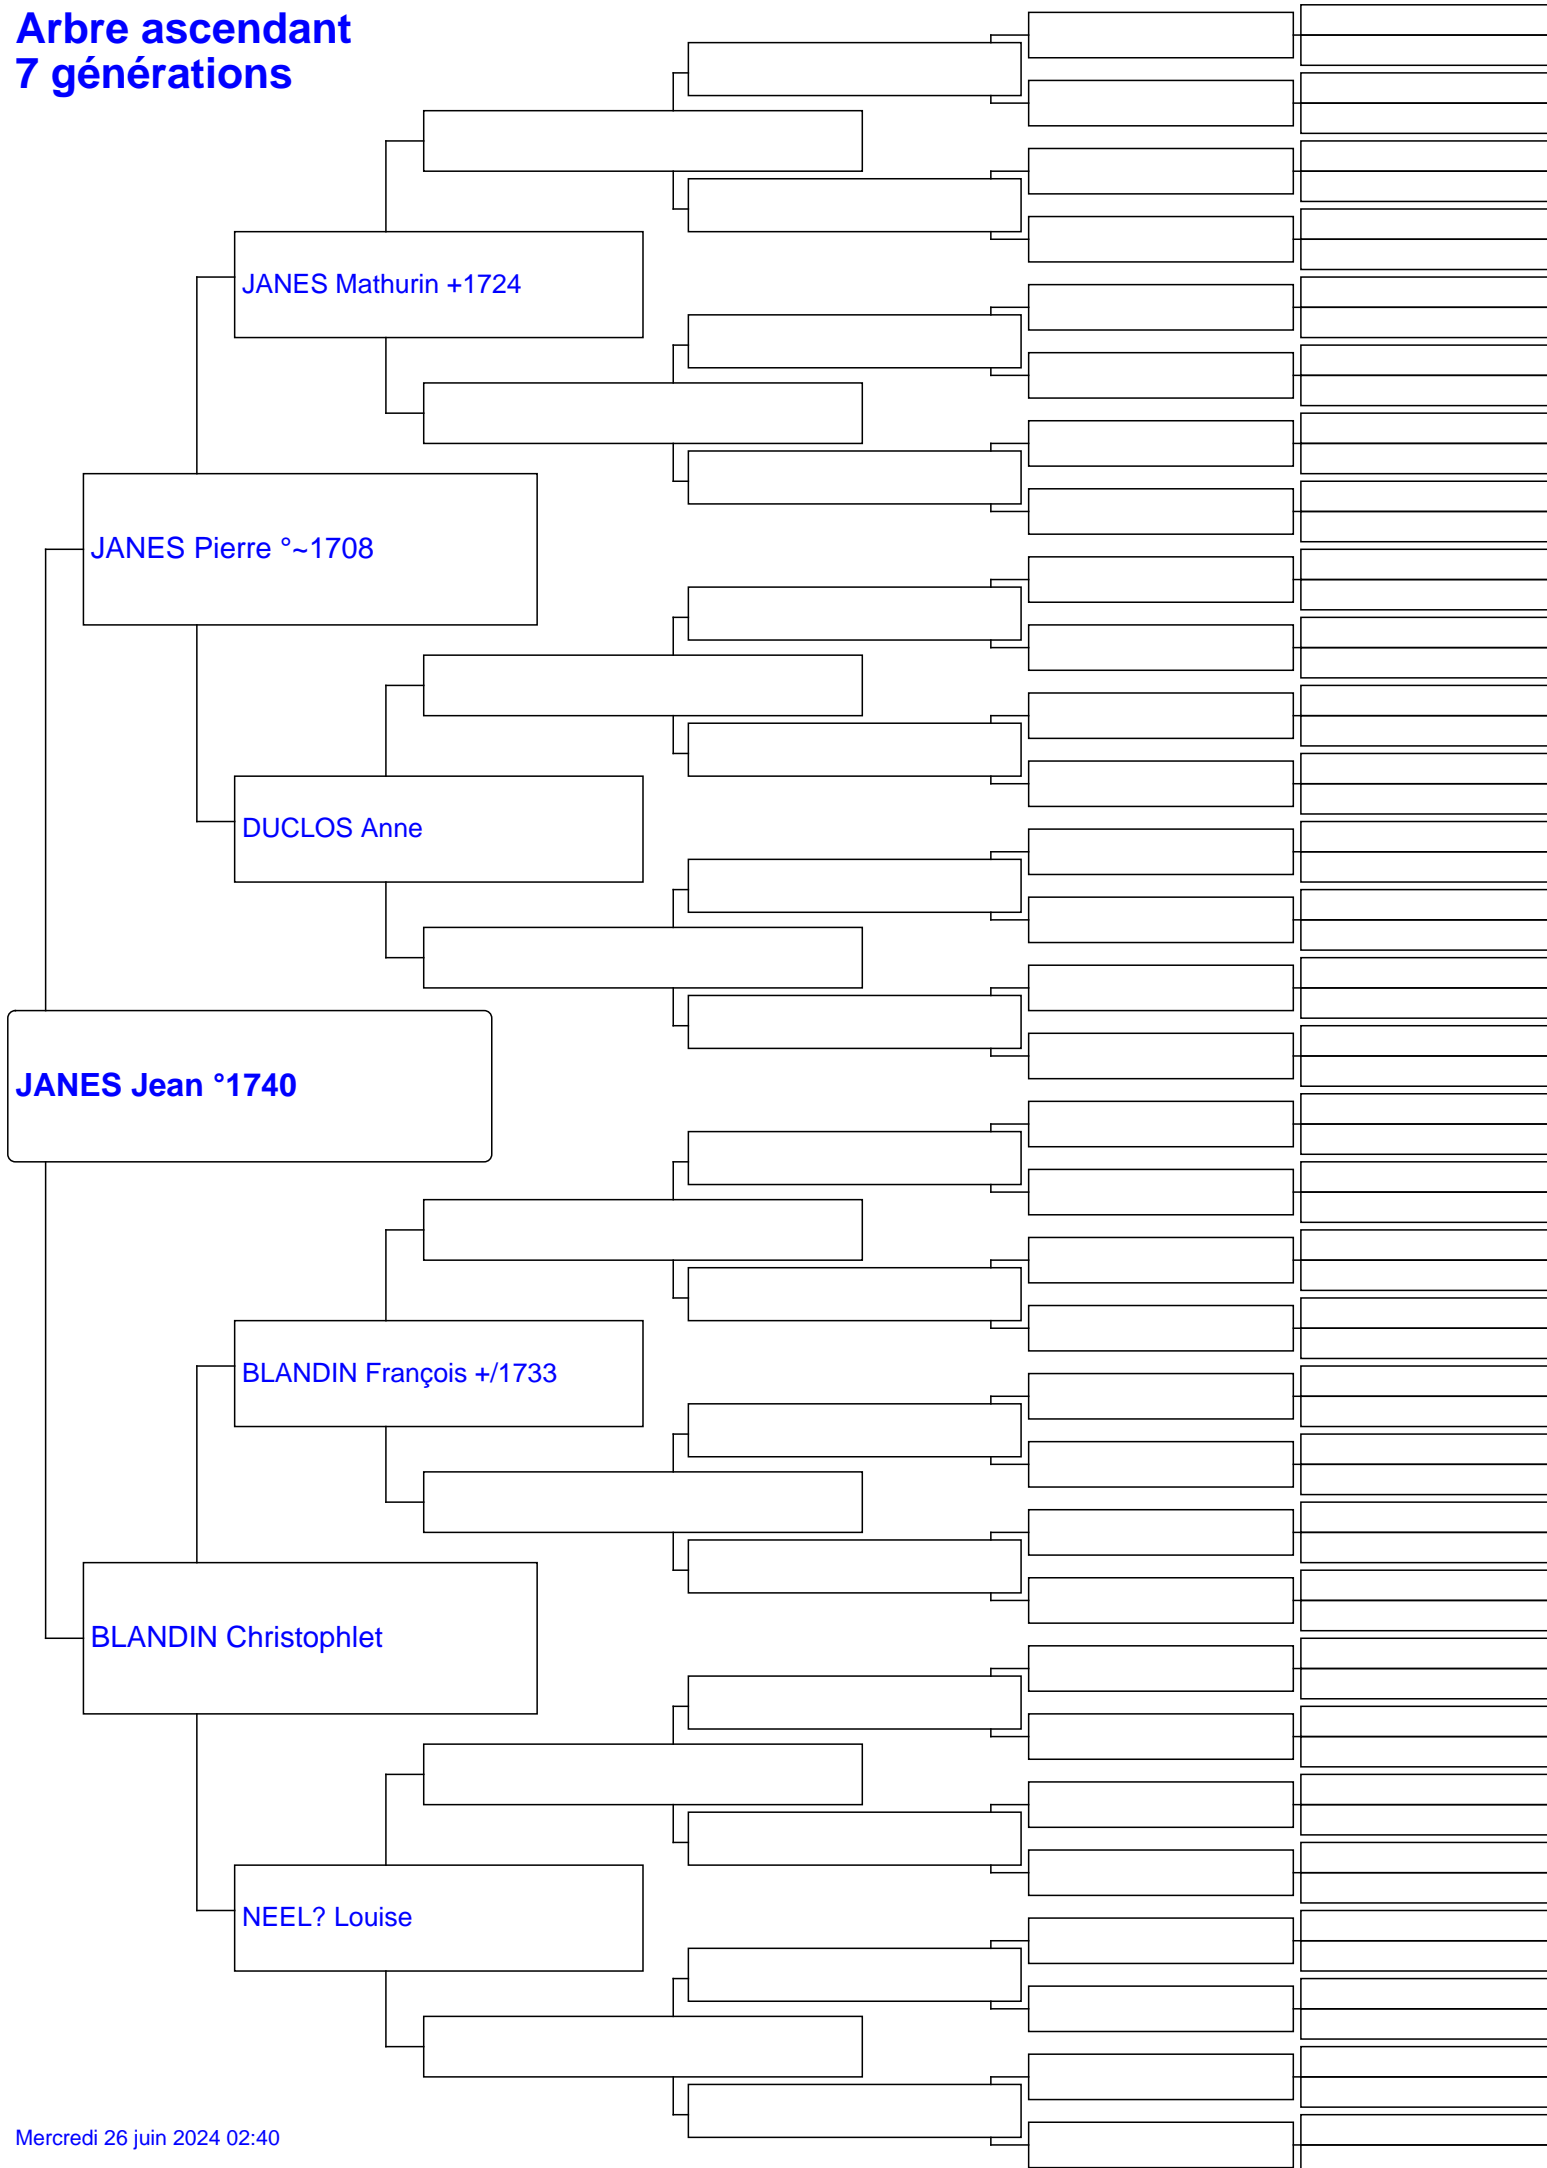 Arbre ascendant
7 générations
JANES Mathurin +1724
JANES Pierre °~1708
DUCLOS Anne
JANES Jean °1740
BLANDIN François +/1733
BLANDIN Christophlet
NEEL? Louise
Mercredi 26 juin 2024 02:40